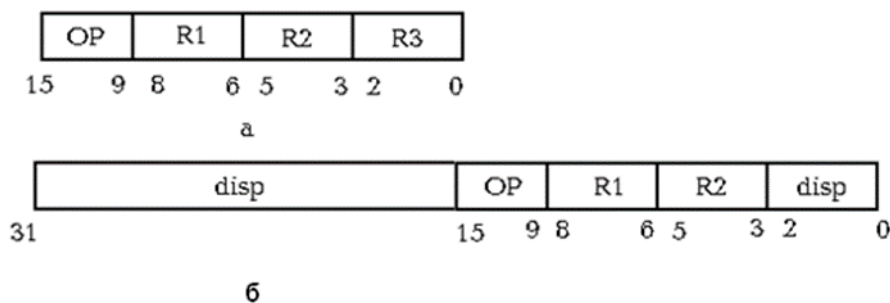 OP R1 R2 R3
15 9 8 6 5 3 2 0
а
disp OP R1 R2 disp
31 15 9 8 6 5 3 2 0
б